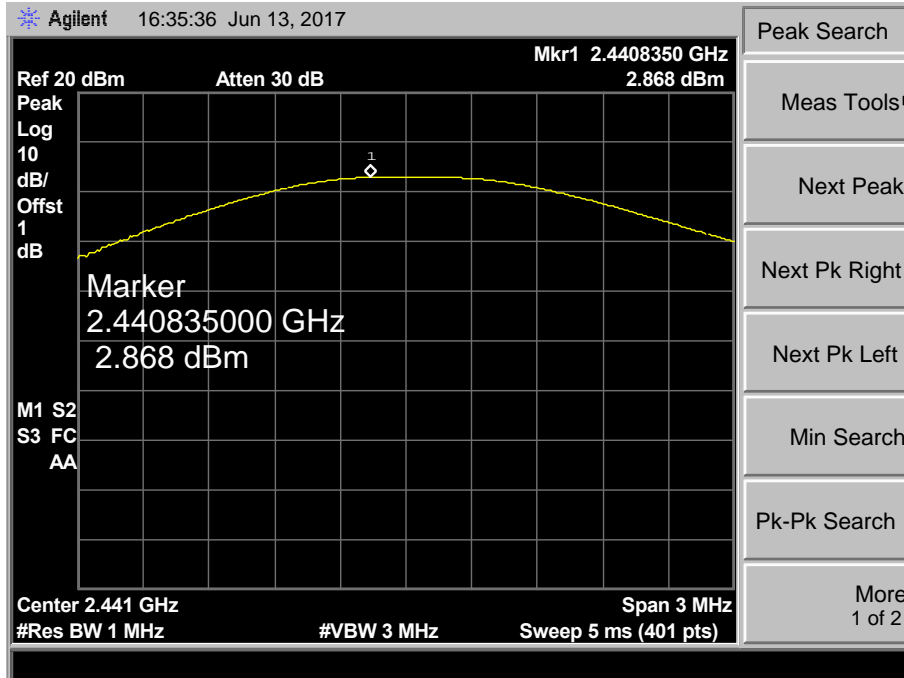 Agilent 16:35:36 Jun 13, 2017
Peak Search
Mkr1 2.4408350 GHz
Ref 20 dBm Atten 30 dB 2.868 dBm
Peak
Log
10
dB/
Offst
1
dB
1
Marker
2.440835000 GHz
2.868 dBm
M1 S2
S3 FC
AA
Center 2.441 GHz Span 3 MHz
#Res BW 1 MHz #VBW 3 MHz Sweep 5 ms (401 pts)
Meas Tools
Next Peak
Next Pk Right
Next Pk Left
Min Search
Pk-Pk Search
More
1 of 2